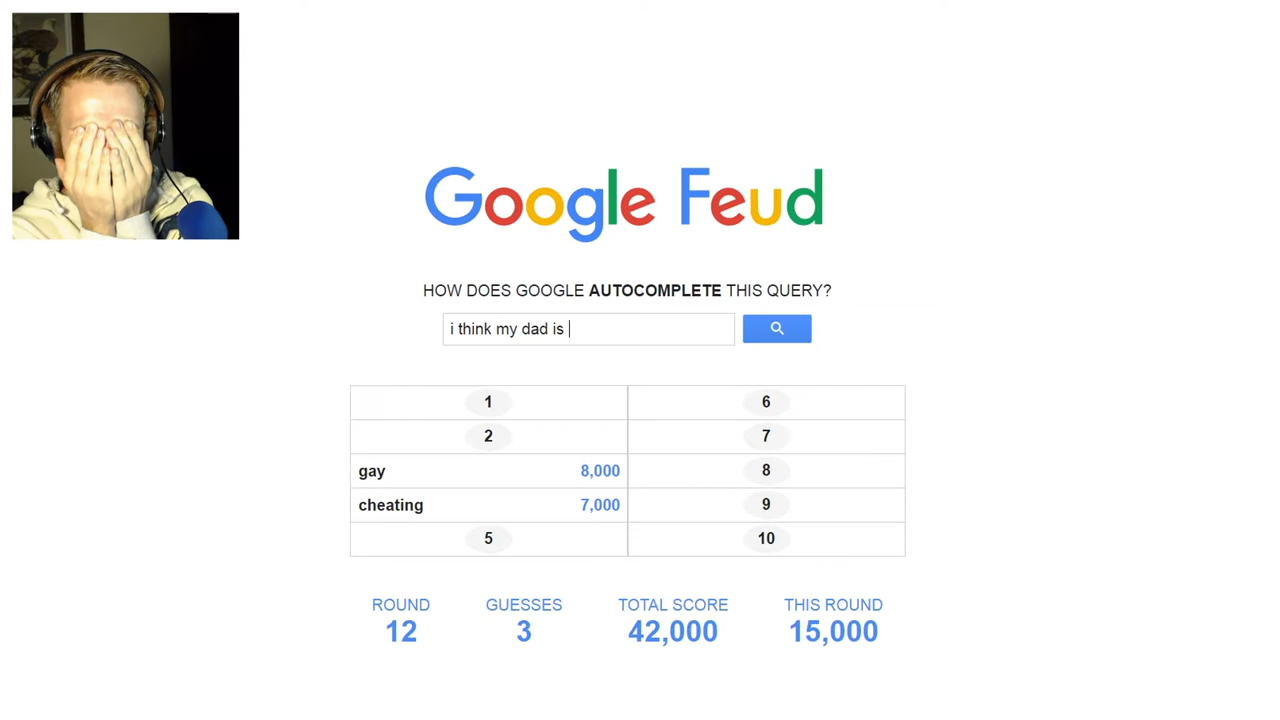 Google Feud
HOW DOES GOOGLE AUTOCOMPLETE THIS QUERY?
i think my dad is
1
2
gay 8,000
cheating 7,000
5
6
7
8
9
10
ROUND
12
GUESSES
3
TOTAL SCORE
42,000
THIS ROUND
15,000